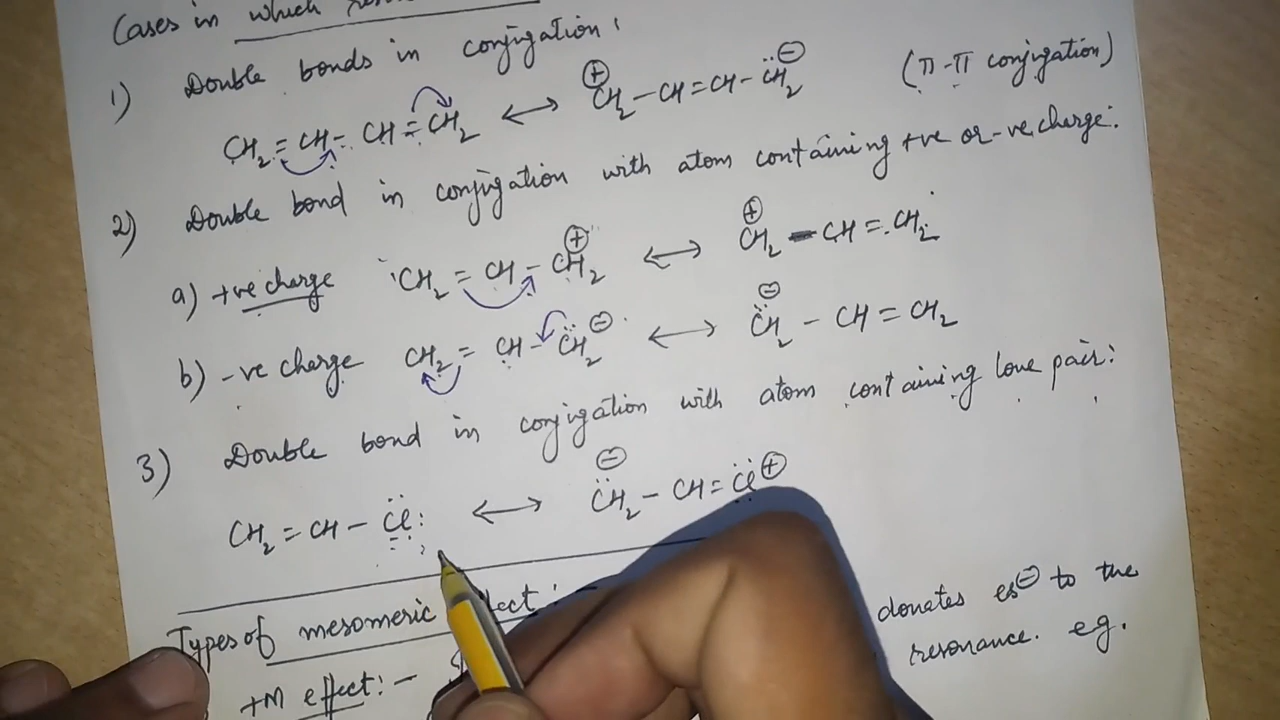 Cases in which
1) Double bonds in conjugation:
CH₂ = CH - CH = CH₂ ⟷ ⊕CH₂ - CH = CH - C̈H₂⊖ (π-π conjugation)
2) Double bond in conjugation with atom containing +ve or -ve charge:
a) +ve charge CH₂ = CH - CH₂⊕ ⟷ ⊕CH₂ - CH = CH₂
b) -ve charge CH₂ = CH - C̈H₂⊖ ⟷ ⊖C̈H₂ - CH = CH₂
3) Double bond in conjugation with atom containing lone pair:
CH₂ = CH - C̈l: ⟷ ⊖C̈H₂ - CH = C̈l⊕
Types of mesomeric effect:
+M effect: - donates es⊖ to the
resonance. eg.